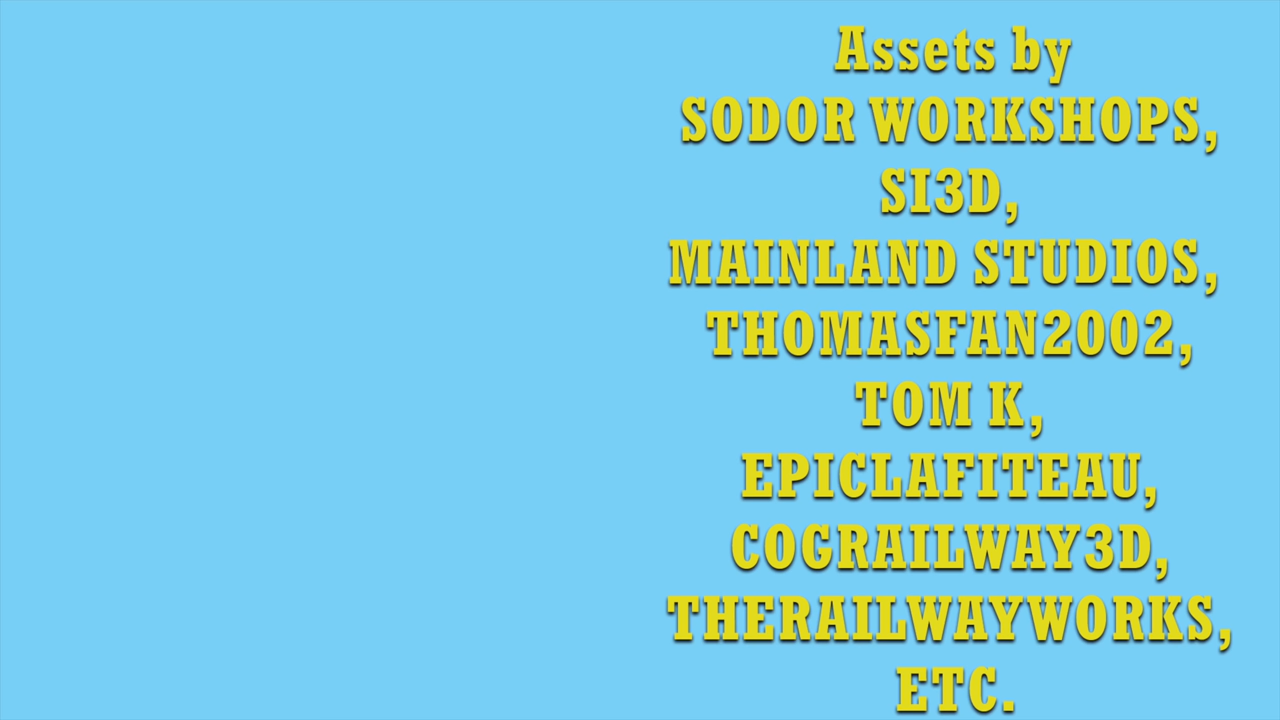 Assets by
SODOR WORKSHOPS,
SI3D,
MAINLAND STUDIOS,
THOMASFAN2002,
TOM K,
EPICLAFITEAU,
COGRAILWAY3D,
THERAILWAYWORKS,
ETC.